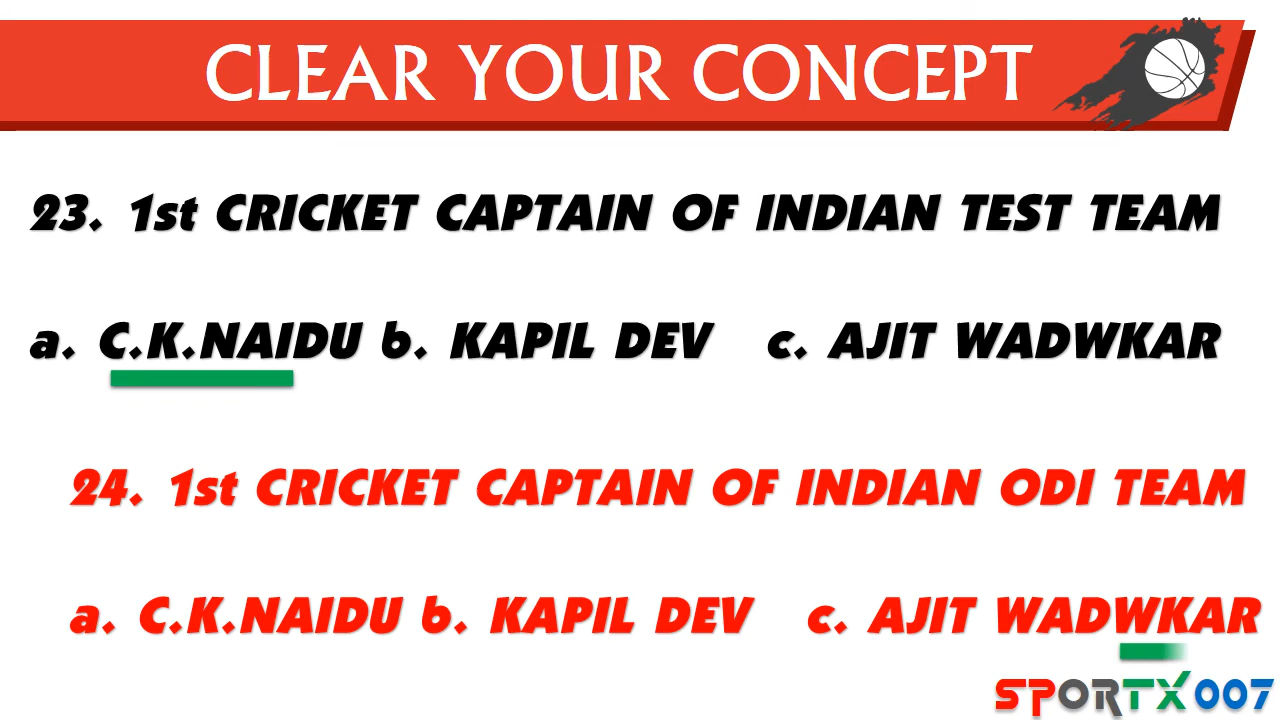 CLEAR YOUR CONCEPT
23. 1st CRICKET CAPTAIN OF INDIAN TEST TEAM
a. C.K.NAIDU b. KAPIL DEV c. AJIT WADWKAR
24. 1st CRICKET CAPTAIN OF INDIAN ODI TEAM
a. C.K.NAIDU b. KAPIL DEV c. AJIT WADWKAR
SPORTX007